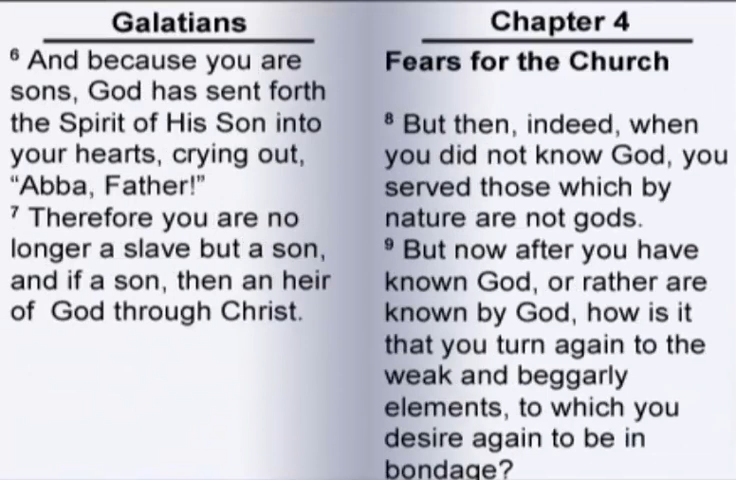 Galatians
⁶ And because you are
sons, God has sent forth
the Spirit of His Son into
your hearts, crying out,
“Abba, Father!”
⁷ Therefore you are no
longer a slave but a son,
and if a son, then an heir
of  God through Christ.
Chapter 4
Fears for the Church
⁸ But then, indeed, when
you did not know God, you
served those which by
nature are not gods.
⁹ But now after you have
known God, or rather are
known by God, how is it
that you turn again to the
weak and beggarly
elements, to which you
desire again to be in
bondage?